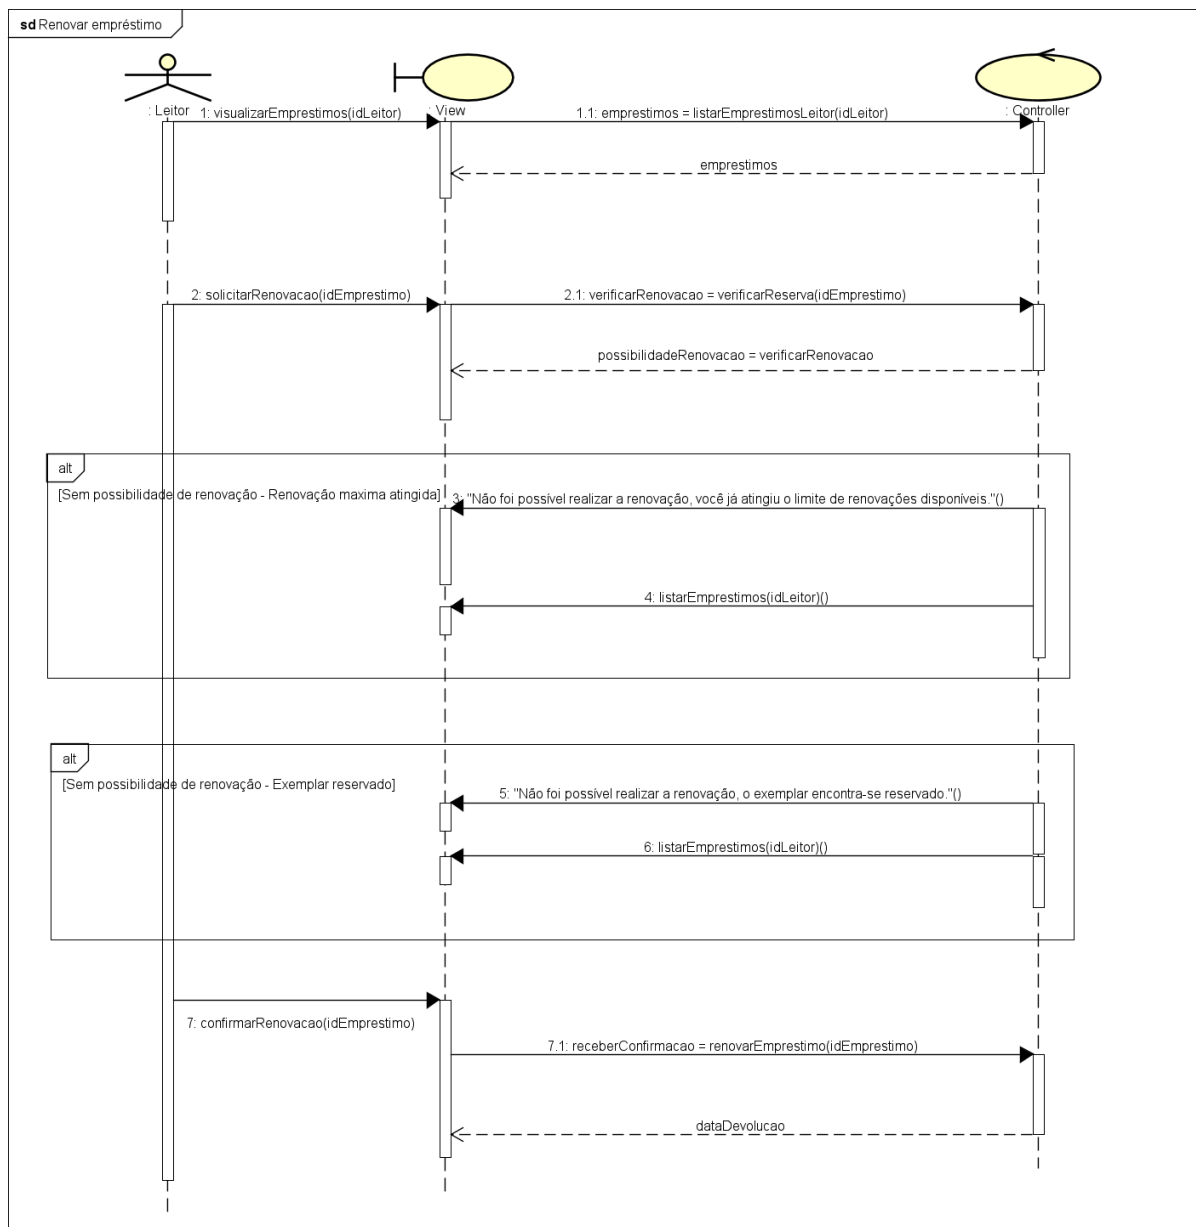 sd Renovar empréstimo
: Leitor
: View
: Controller
1: visualizarEmprestimos(idLeitor)
1.1: emprestimos = listarEmprestimosLeitor(idLeitor)
emprestimos
2: solicitarRenovacao(idEmprestimo)
2.1: verificarRenovacao = verificarReserva(idEmprestimo)
possibilidadeRenovacao = verificarRenovacao
alt
[Sem possibilidade de renovação - Renovação maxima atingida]
3: "Não foi possível realizar a renovação, você já atingiu o limite de renovações disponíveis."()
4: listarEmprestimos(idLeitor)()
alt
[Sem possibilidade de renovação - Exemplar reservado]
5: "Não foi possível realizar a renovação, o exemplar encontra-se reservado."()
6: listarEmprestimos(idLeitor)()
7: confirmarRenovacao(idEmprestimo)
7.1: receberConfirmacao = renovarEmprestimo(idEmprestimo)
dataDevolucao